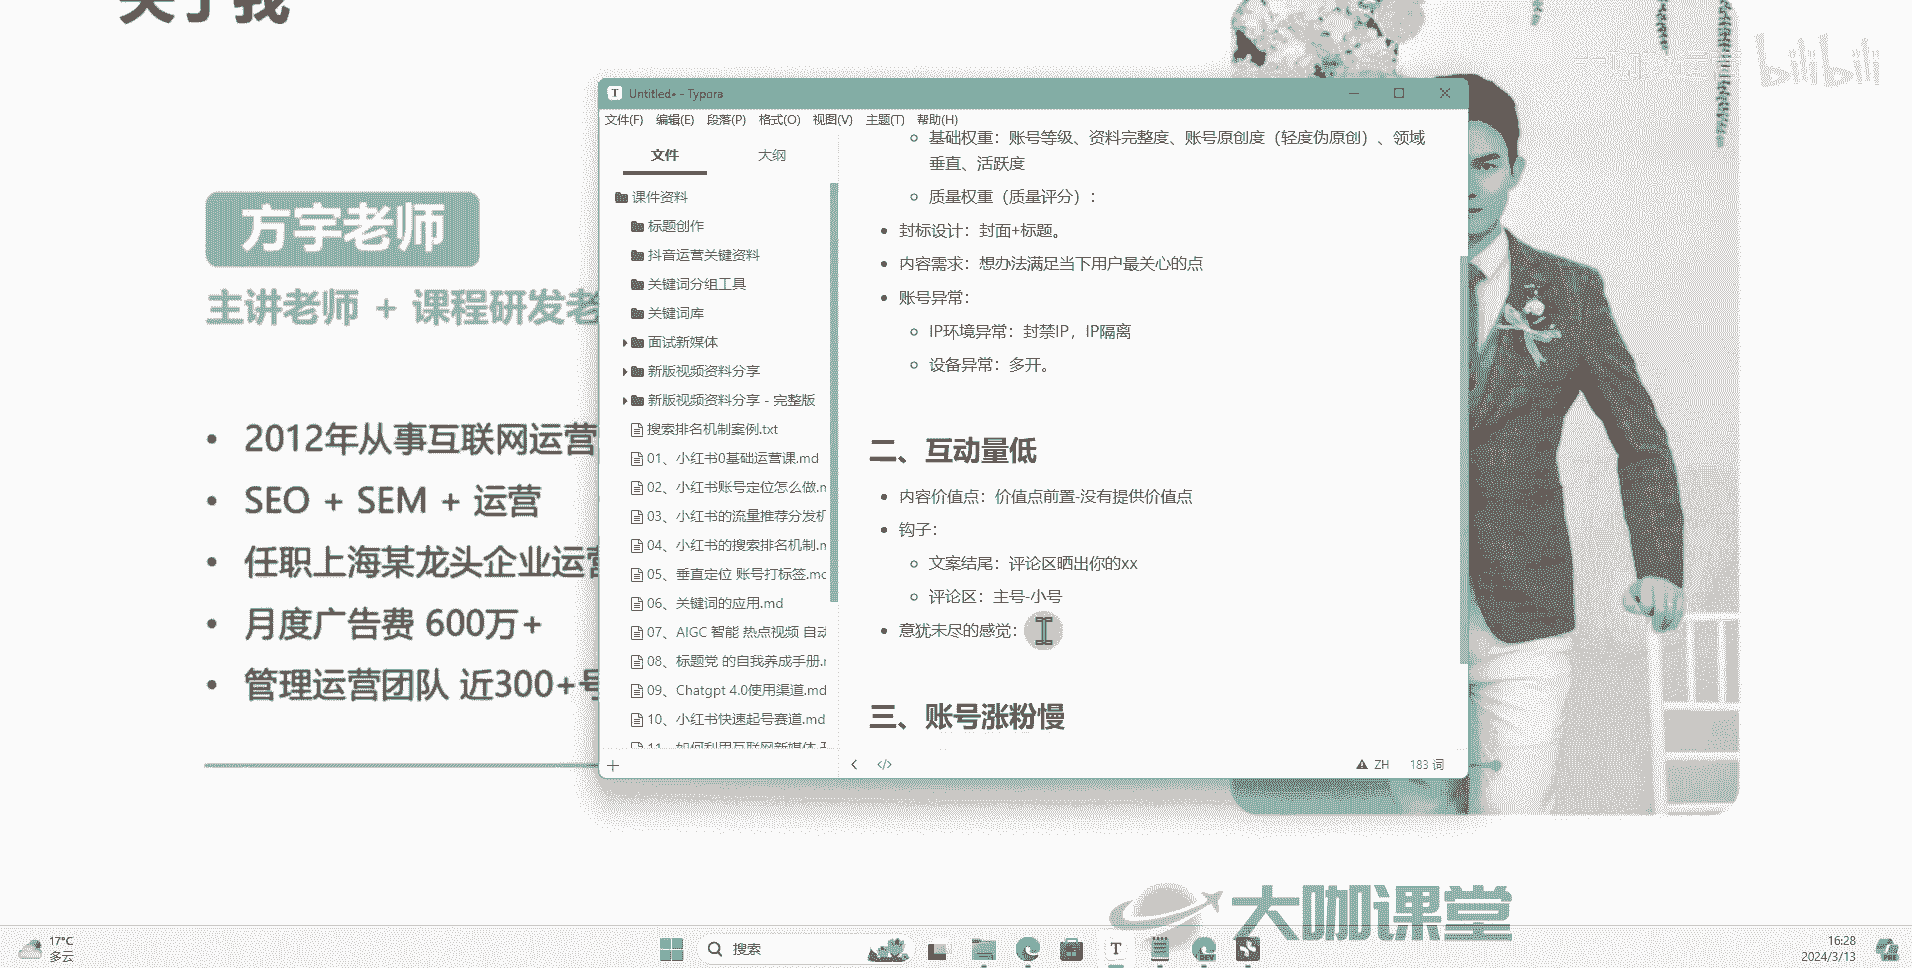 关于我
bilibili
方宇老师
主讲老师 + 课程研发老
• 2012年从事互联网运营
• SEO + SEM + 运营
• 任职上海某龙头企业运营
• 月度广告费 600万+
• 管理运营团队 近300+号
Untitled• - Typora
文件(F) 编辑(E) 段落(P) 格式(O) 视图(V) 主题(T) 帮助(H)
文件 大纲
课件资料
标题创作
抖音运营关键资料
关键词分组工具
关键词库
面试新媒体
新版视频资料分享
新版视频资料分享 - 完整版
搜索排名机制案例.txt
01、小红书0基础运营课.md
02、小红书账号定位怎么做.m
03、小红书的流量推荐分发机
04、小红书的搜索排名机制.m
05、垂直定位 账号打标签.mc
06、关键词的应用.md
07、AIGC 智能 热点视频 自动
08、标题党 的自我养成手册.m
09、Chatgpt 4.0使用渠道.md
10、小红书快速起号赛道.md
11、如何利用互联网新媒体
基础权重：账号等级、资料完整度、账号原创度（轻度伪原创）、领域
垂直、活跃度
质量权重（质量评分）：
• 封标设计：封面+标题。
• 内容需求：想办法满足当下用户最关心的点
• 账号异常：
IP环境异常：封禁IP，IP隔离
设备异常：多开。
二、互动量低
• 内容价值点：价值点前置-没有提供价值点
• 钩子：
文案结尾：评论区晒出你的xx
评论区：主号-小号
• 意犹未尽的感觉：
三、账号涨粉慢
ZH 183 词
大咖课堂
17°C
多云
搜索
16:28
2024/3/13